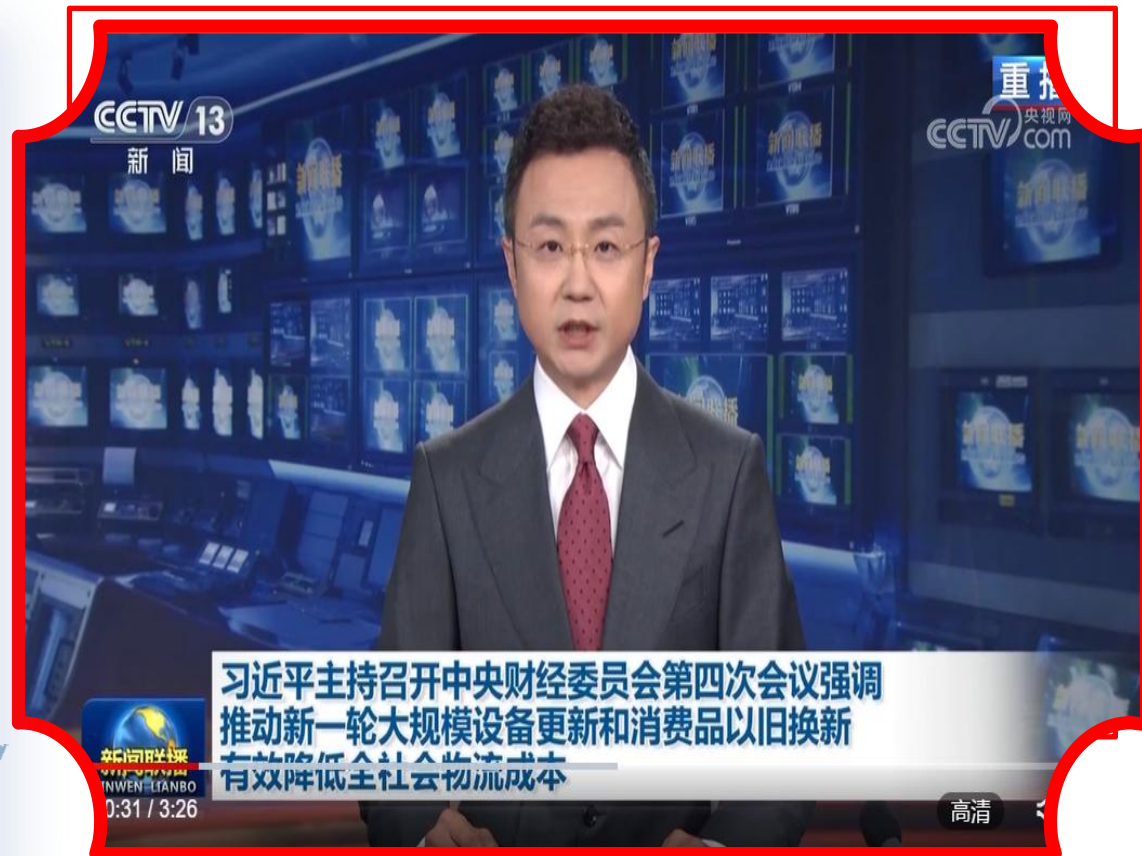 CCTV 13
新闻
重
央视网
CCTV com
习近平主持召开中央财经委员会第四次会议强调
推动新一轮大规模设备更新和消费品以旧换新
有效降低全社会物流成本
新闻联播
INWEN LIANBO
0:31 / 3:26
高清